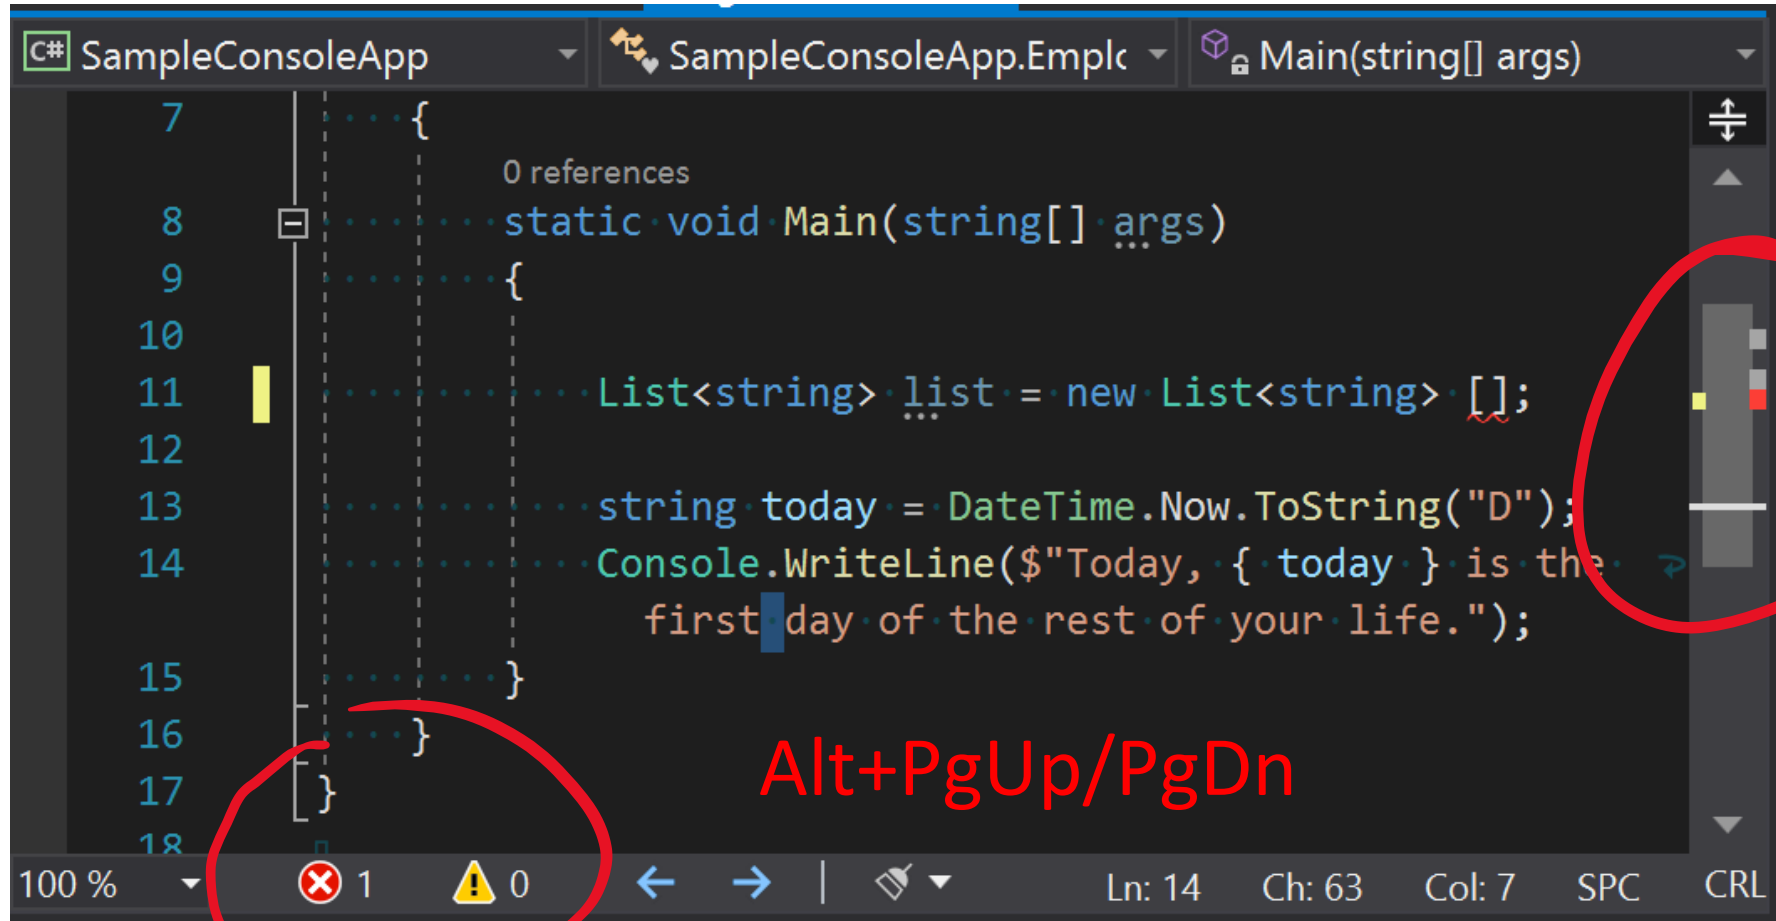 C# SampleConsoleApp SampleConsoleApp.Emplc Main(string[] args)
7 {
0 references
8 static void Main(string[] args)
9 {
10
11 List<string> list = new List<string> [];
12
13 string today = DateTime.Now.ToString("D");
14 Console.WriteLine($"Today, { today } is the
first day of the rest of your life.");
15 }
16 }
Alt+PgUp/PgDn
17 }
18
100 % 1 0 Ln: 14 Ch: 63 Col: 7 SPC CRL